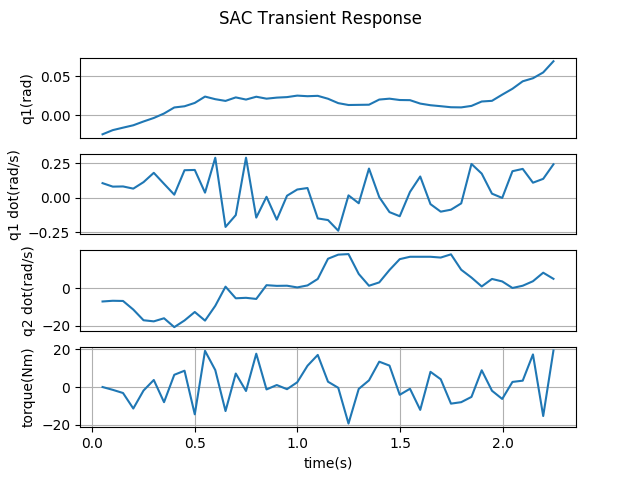 SAC Transient Response
0.05
0.00
q1(rad)
0.25
0.00
−0.25
q1 dot(rad/s)
0
−20
q2 dot(rad/s)
20
0
−20
torque(Nm)
0.0 0.5 1.0 1.5 2.0
time(s)